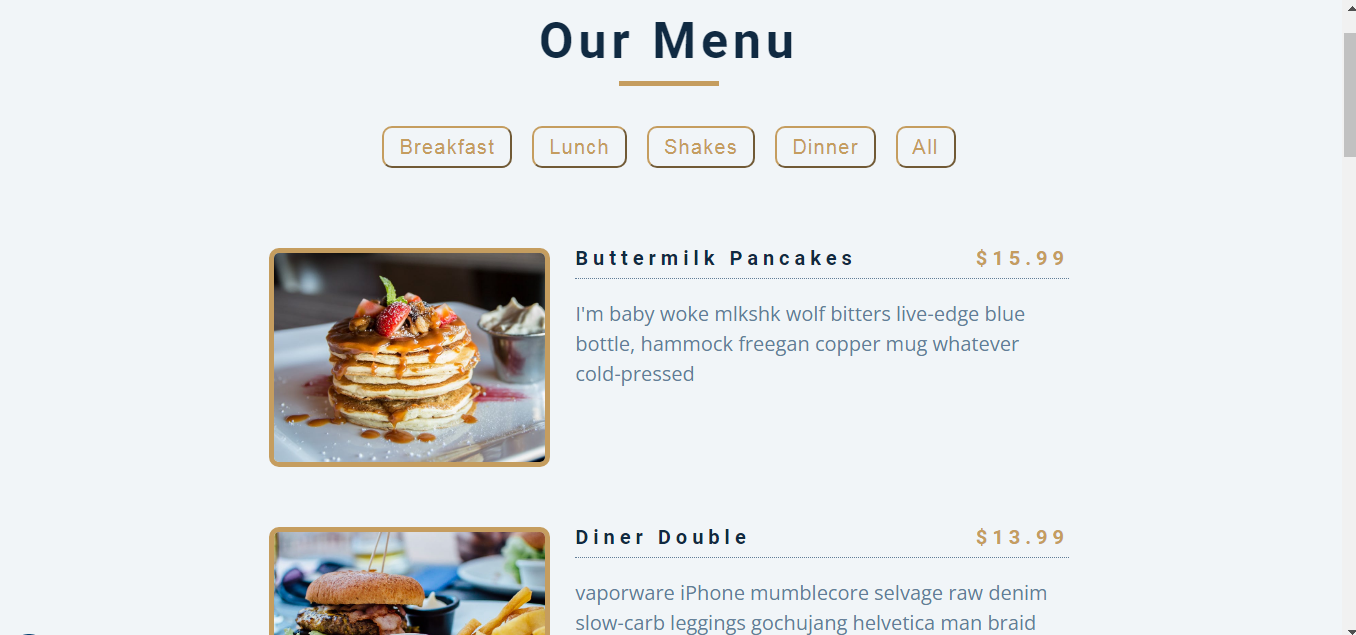 Our Menu
Breakfast Lunch Shakes Dinner All
Buttermilk Pancakes $15.99
I'm baby woke mlkshk wolf bitters live-edge blue
bottle, hammock freegan copper mug whatever
cold-pressed
Diner Double $13.99
vaporware iPhone mumblecore selvage raw denim
slow-carb leggings gochujang helvetica man braid